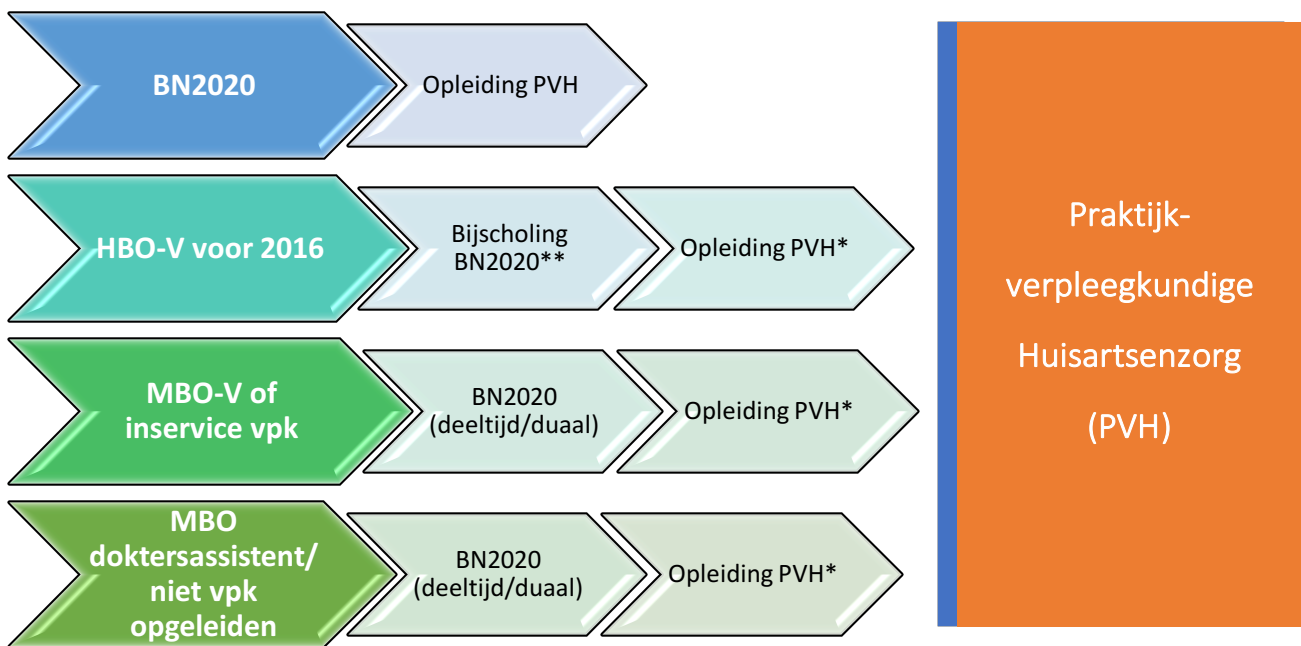 BN2020
Opleiding PVH
HBO-V voor 2016
Bijscholing
BN2020**
Opleiding PVH*
MBO-V of
inservice vpk
BN2020
(deeltijd/duaal)
Opleiding PVH*
MBO
doktersassistent/
niet vpk
opgeleiden
BN2020
(deeltijd/duaal)
Opleiding PVH*
Praktijk-
verpleegkundige
Huisartsenzorg
(PVH)